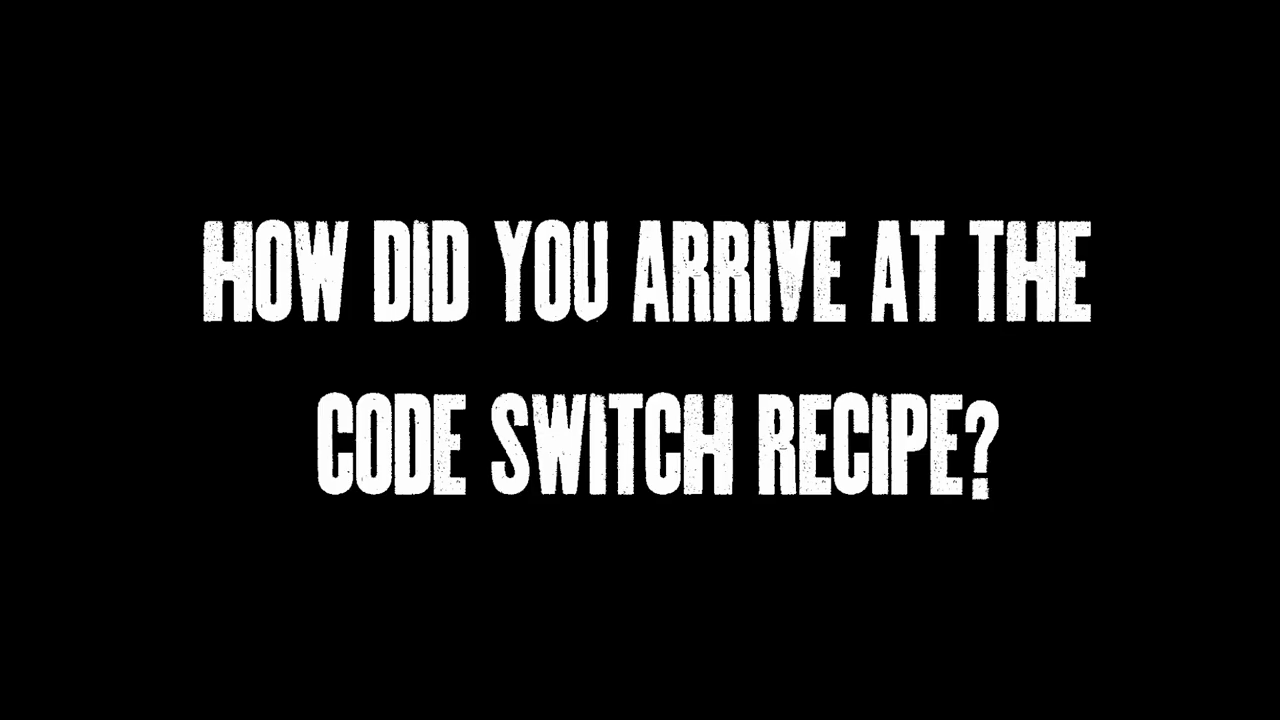 HOW DID YOU ARRIVE AT THE
CODE SWITCH RECIPE?